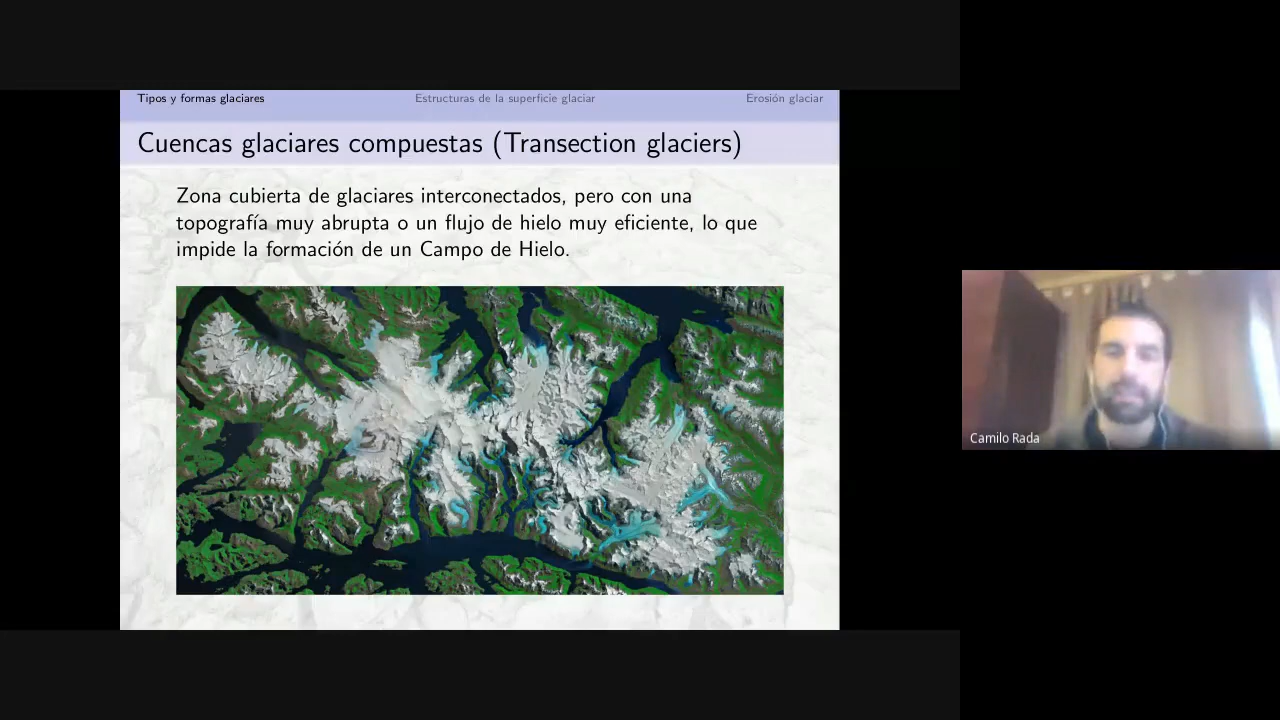 Tipos y formas glaciares
Estructuras de la superficie glaciar
Erosión glaciar
Cuencas glaciares compuestas (Transection glaciers)
Zona cubierta de glaciares interconectados, pero con una
topografía muy abrupta o un flujo de hielo muy eficiente, lo que
impide la formación de un Campo de Hielo.
Camilo Rada